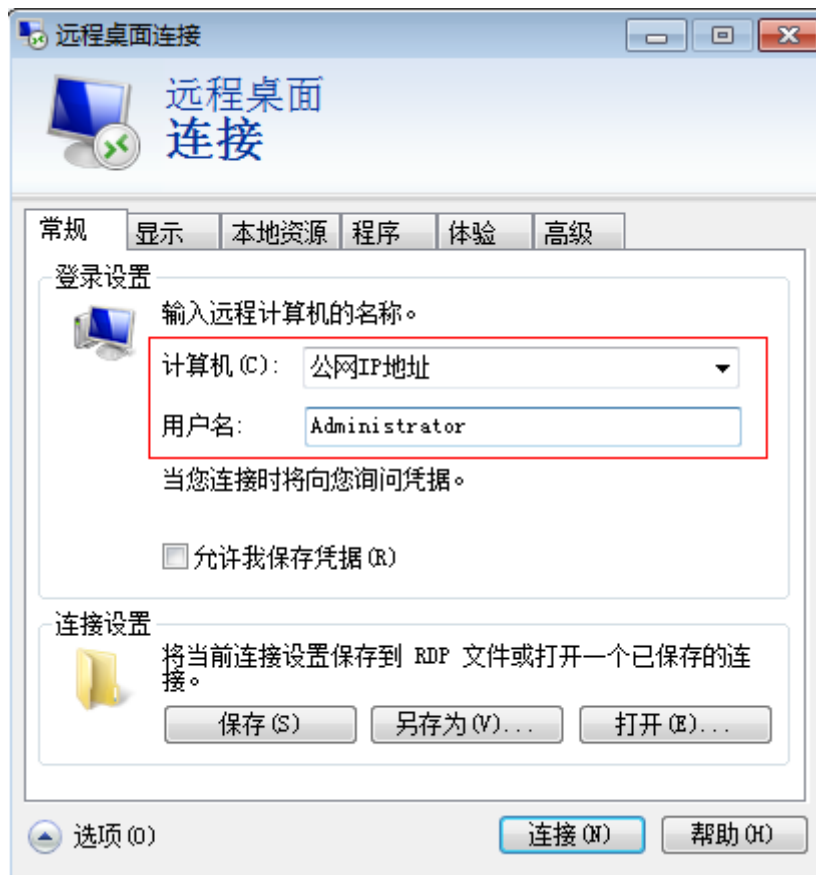 远程桌面连接
远程桌面
连接
常规 显示 本地资源 程序 体验 高级
登录设置
输入远程计算机的名称。
计算机(C): 公网IP地址
用户名: Administrator
当您连接时将向您询问凭据。
允许我保存凭据(R)
连接设置
将当前连接设置保存到 RDP 文件或打开一个已保存的连
接。
保存(S) 另存为(V)... 打开(E)...
选项(O) 连接(N) 帮助(H)